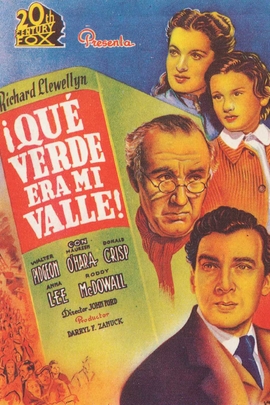 20th
CENTURY
FOX
Presenta
Richard Llewellyn
¡QUÉ
VERDE
ERA MI
VALLE!
CON
WALTER MAUREEN DONALD
PIDGEON O'HARA CRISP
ANNA RODDY
LEE McDOWALL
Director JOHN FORD
Productor
DARRYL F. ZANUCK